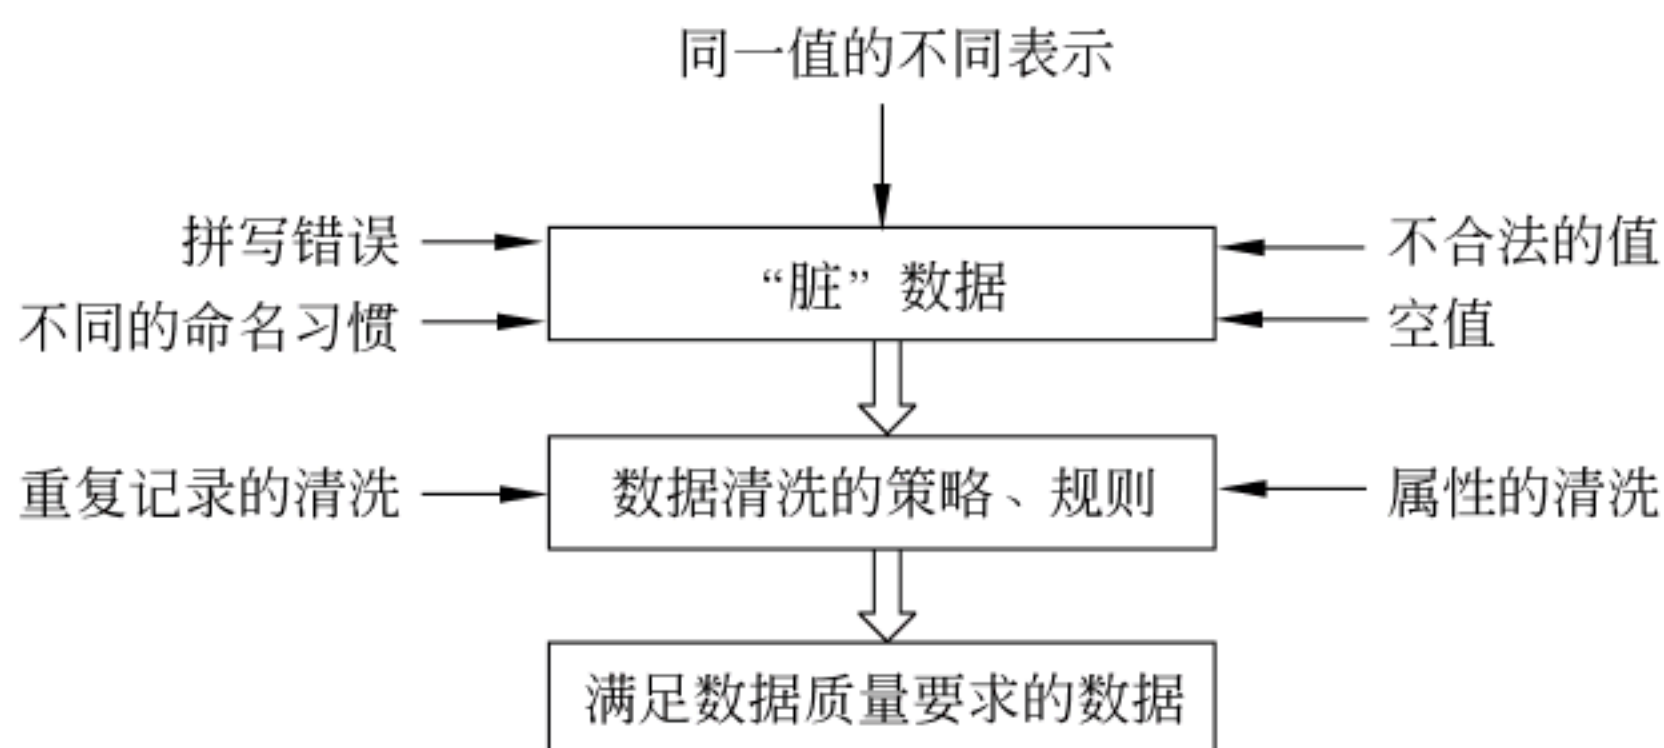 同一值的不同表示
拼写错误
不合法的值
“脏”数据
不同的命名习惯
空值
重复记录的清洗
数据清洗的策略、规则
属性的清洗
满足数据质量要求的数据